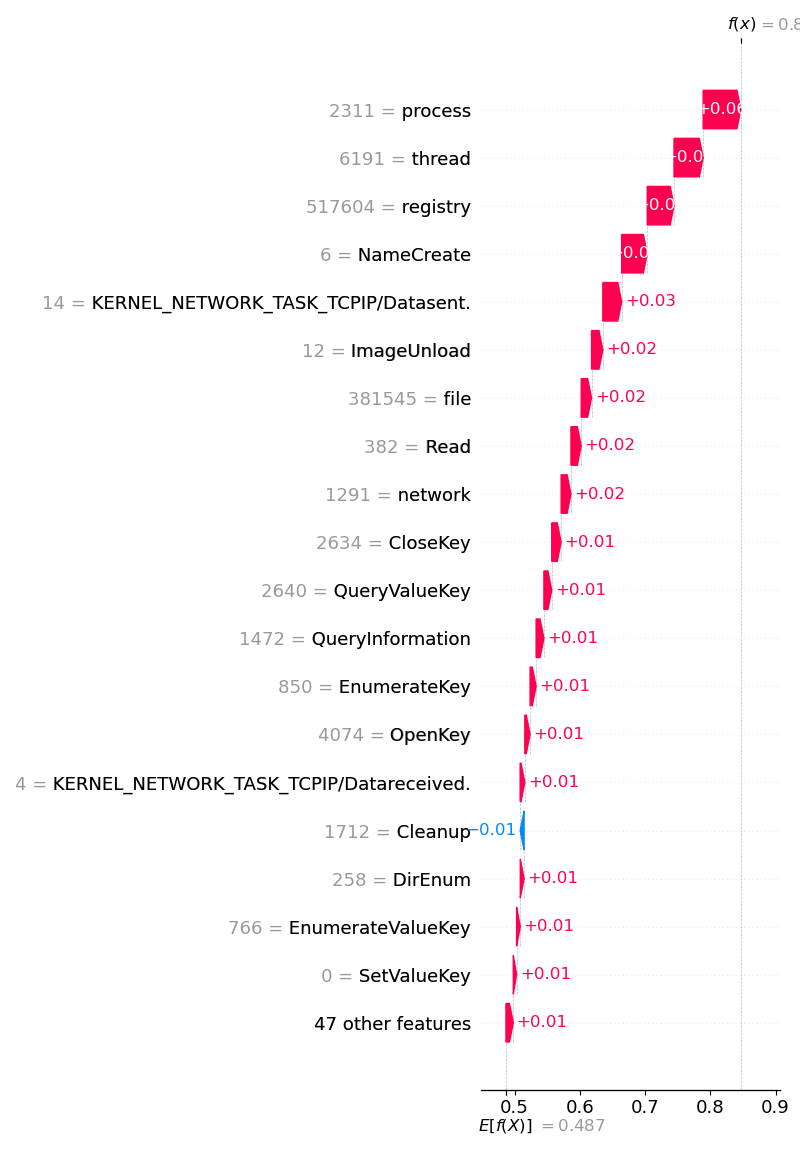 f(x) = 0.8
2311 = process +0.06
6191 = thread
517604 = registry
6 = NameCreate
14 = KERNEL_NETWORK_TASK_TCPIP/Datasent. +0.03
12 = ImageUnload +0.02
381545 = file +0.02
382 = Read +0.02
1291 = network +0.02
2634 = CloseKey +0.01
2640 = QueryValueKey +0.01
1472 = QueryInformation +0.01
850 = EnumerateKey +0.01
4074 = OpenKey +0.01
4 = KERNEL_NETWORK_TASK_TCPIP/Datareceived. +0.01
1712 = Cleanup −0.01
258 = DirEnum +0.01
766 = EnumerateValueKey +0.01
0 = SetValueKey +0.01
47 other features +0.01
0.5 0.6 0.7 0.8 0.9
E[f(X)] = 0.487